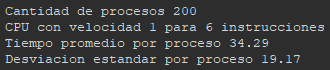 Cantidad de procesos 200
CPU con velocidad 1 para 6 instrucciones
Tiempo promedio por proceso 34.29
Desviacion estandar por proceso 19.17